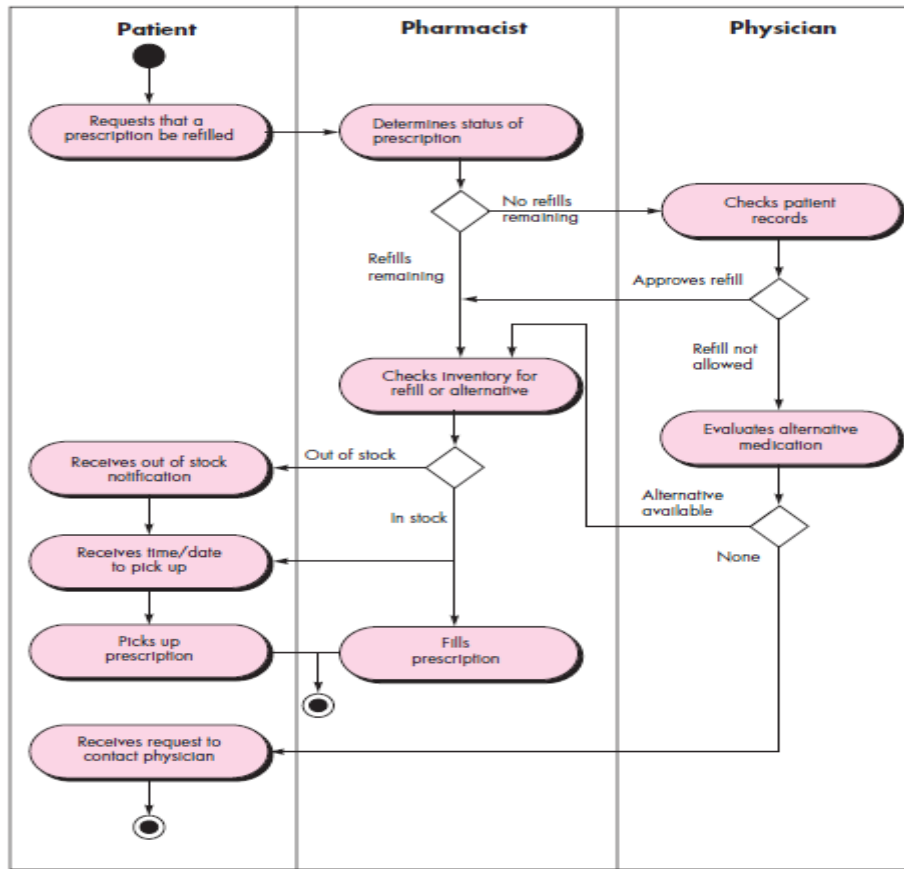 Patient
Pharmacist
Physician
Requests that a
prescription be refilled
Determines status of
prescription
No refills
remaining
Checks patient
records
Refills
remaining
Approves refill
Refill not
allowed
Checks inventory for
refill or alternative
Evaluates alternative
medication
Receives out of stock
notification
Out of stock
Alternative
available
In stock
None
Receives time/date
to pick up
Picks up
prescription
Fills
prescription
Receives request to
contact physician